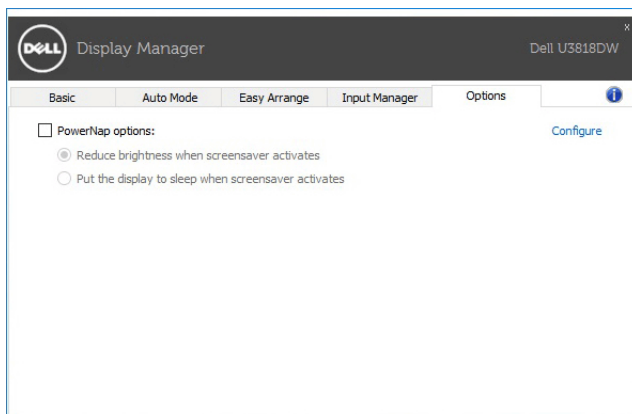 DELL Display Manager
x
Dell U3818DW
Basic Auto Mode Easy Arrange Input Manager Options
PowerNap options:
Configure
Reduce brightness when screensaver activates
Put the display to sleep when screensaver activates